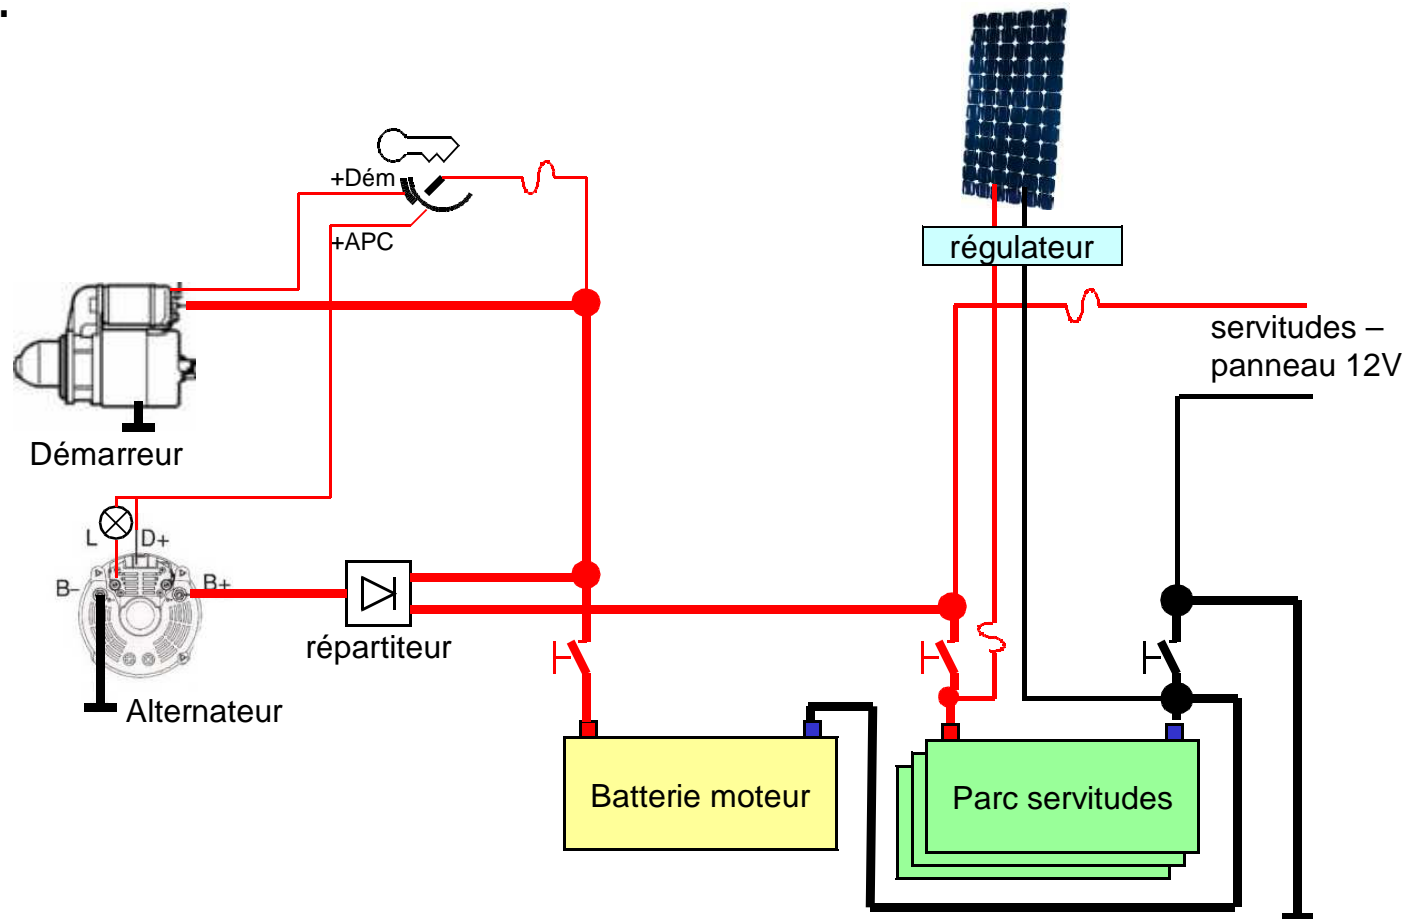 .
+Dém
+APC
régulateur
servitudes –
panneau 12V
Démarreur
L
D+
B-
B+
répartiteur
Alternateur
Batterie moteur
Parc servitudes